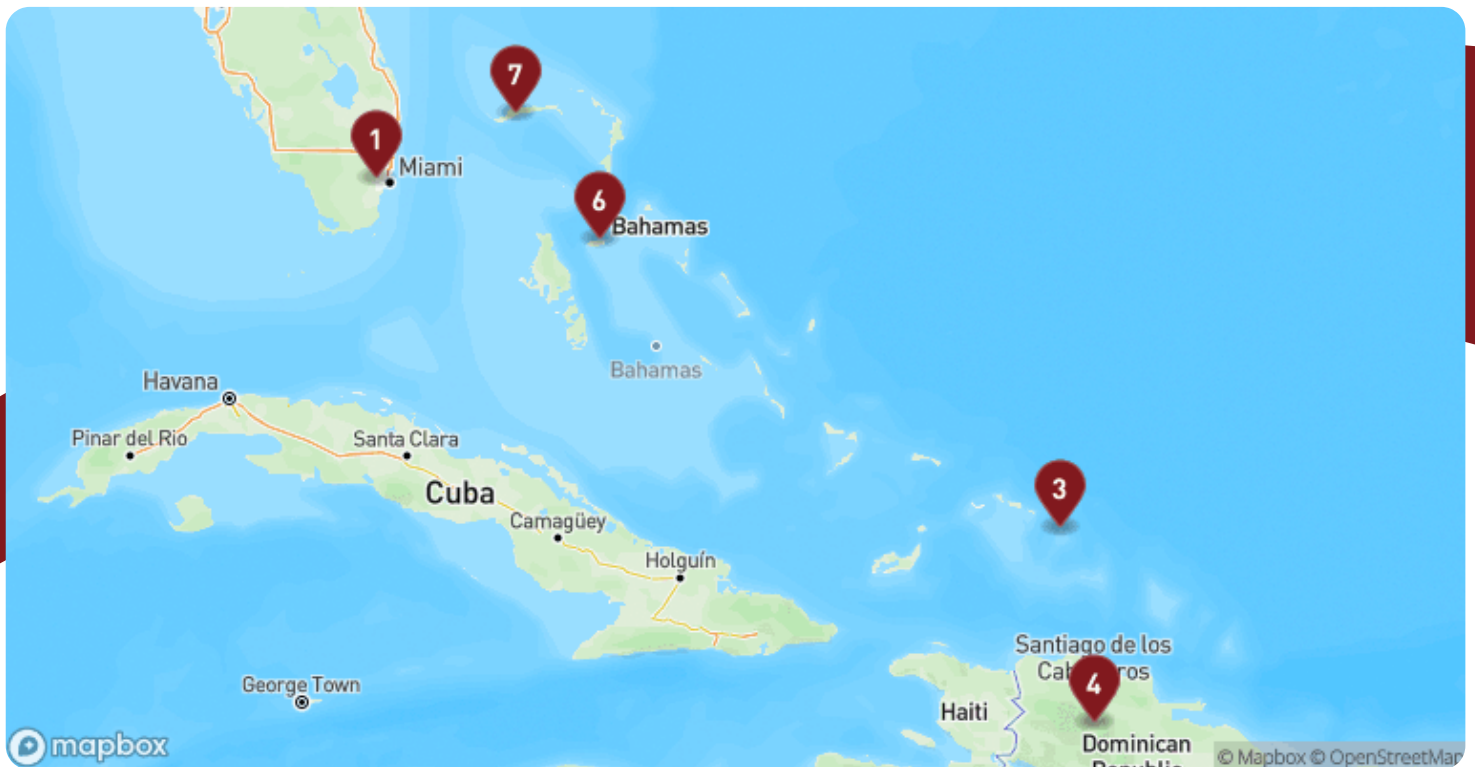 7
1
Miami
6
Bahamas
Bahamas
Havana
Pinar del Rio
Santa Clara
Cuba
Camagüey
Holguín
3
George Town
Santiago de los
4
Haiti
Dominican
mapbox
© Mapbox © OpenStreetMap